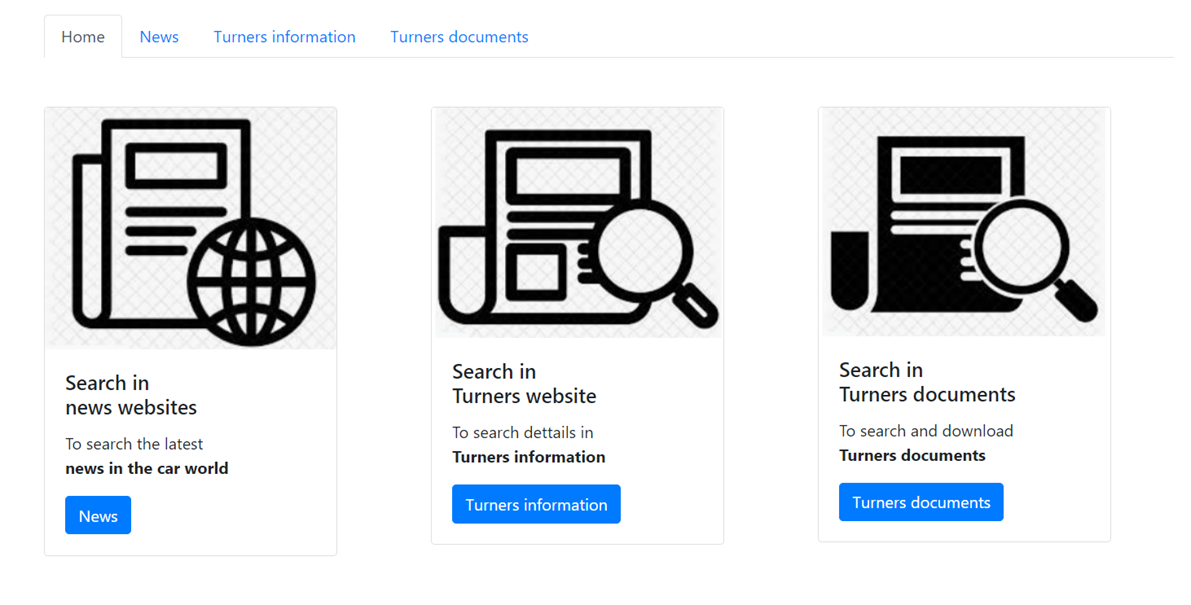 Home
News
Turners information
Turners documents
Search in
news websites
To search the latest
news in the car world
News
Search in
Turners website
To search dettails in
Turners information
Turners information
Search in
Turners documents
To search and download
Turners documents
Turners documents